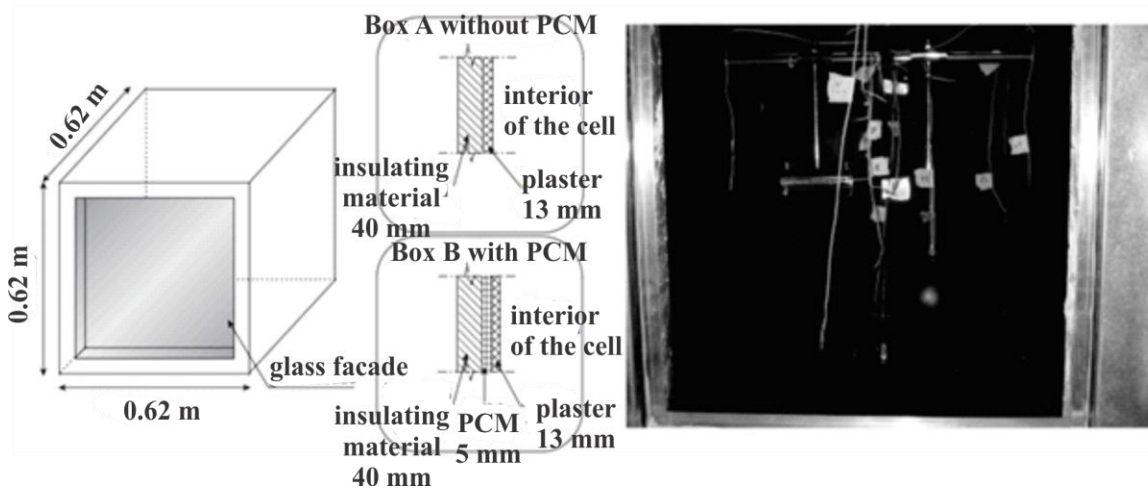 0.62 m
0.62 m
0.62 m
glass facade
Box A without PCM
interior
of the cell
insulating
material
40 mm
plaster
13 mm
Box B with PCM
interior
of the cell
insulating
material
40 mm
PCM
5 mm
plaster
13 mm